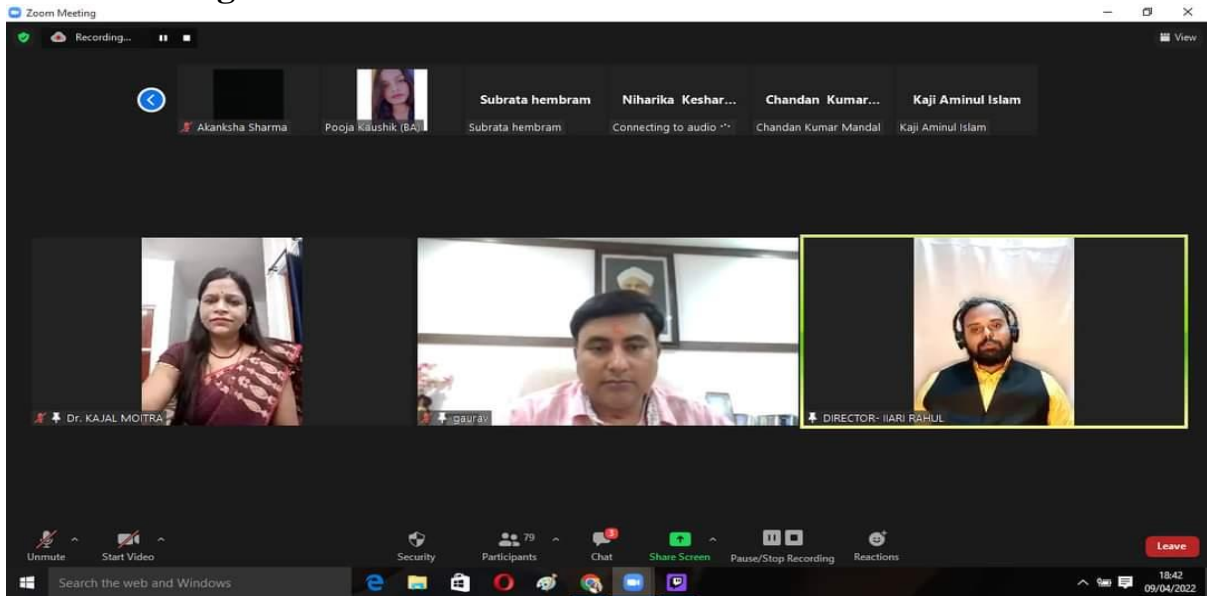 Zoom Meeting
Recording...
View
Subrata hembram
Niharika Keshar...
Chandan Kumar...
Kaji Aminul Islam
Akanksha Sharma
Pooja Kaushik (BA)
Subrata hembram
Connecting to audio
Chandan Kumar Mandal
Kaji Aminul Islam
Dr. KAJAL MOITRA
gaurav
DIRECTOR- IIARI RAHUL
Unmute
Start Video
Security
79
Participants
3
Chat
Share Screen
Pause/Stop Recording
Reactions
Leave
Search the web and Windows
18:42
09/04/2022